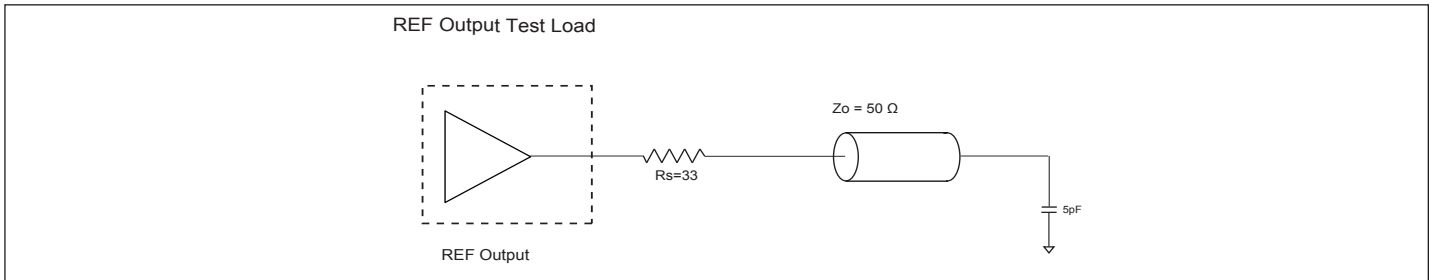 REF Output Test Load
Zo = 50 Ω
Rs=33
5pF
REF Output